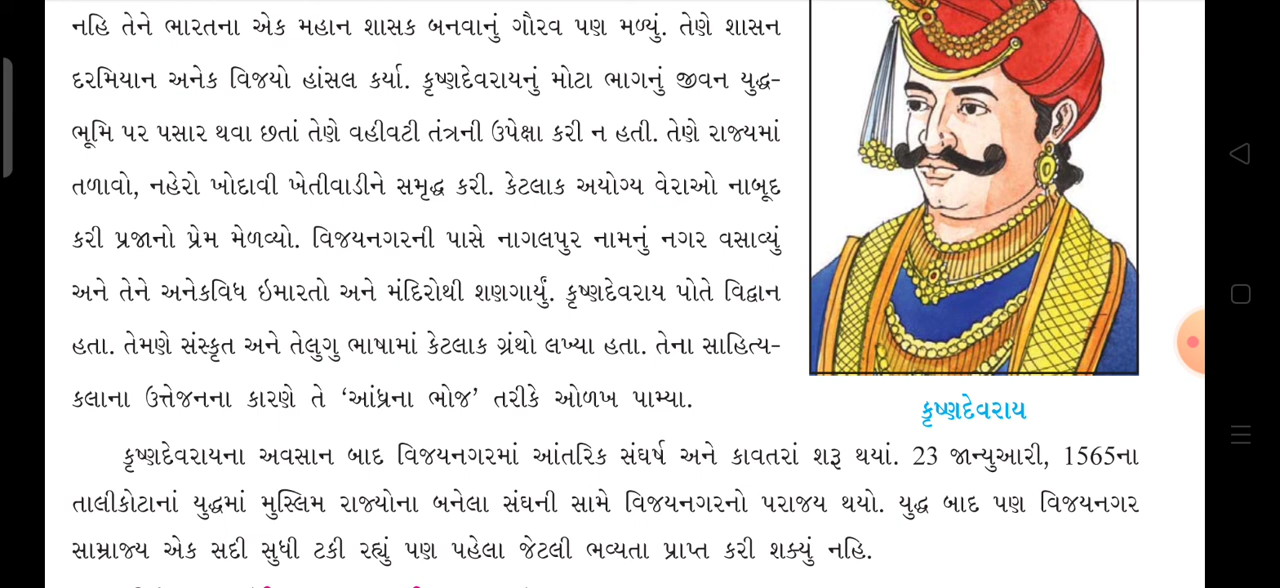 નહિ તેને ભારતના એક મહાન શાસક બનવાનું ગૌરવ પણ મળ્યું. તેણે શાસન
દરમિયાન અનેક વિજયો હાંસલ કર્યા. કૃષ્ણદેવરાયનું મોટા ભાગનું જીવન યુદ્ધ-
ભૂમિ પર પસાર થવા છતાં તેણે વહીવટી તંત્રની ઉપેક્ષા કરી ન હતી. તેણે રાજ્યમાં
તળાવો, નહેરો ખોદાવી ખેતીવાડીને સમૃદ્ધ કરી. કેટલાક અયોગ્ય વેરાઓ નાબૂદ
કરી પ્રજાનો પ્રેમ મેળવ્યો. વિજયનગરની પાસે નાગલપુર નામનું નગર વસાવ્યું
અને તેને અનેકવિધ ઇમારતો અને મંદિરોથી શણગાર્યું. કૃષ્ણદેવરાય પોતે વિદ્વાન
હતા. તેમણે સંસ્કૃત અને તેલુગુ ભાષામાં કેટલાક ગ્રંથો લખ્યા હતા. તેના સાહિત્ય-
કલાના ઉત્તેજનના કારણે તે ‘આંધ્રના ભોજ’ તરીકે ઓળખ પામ્યા.
કૃષ્ણદેવરાય
કૃષ્ણદેવરાયના અવસાન બાદ વિજયનગરમાં આંતરિક સંઘર્ષ અને કાવતરાં શરૂ થયાં. 23 જાન્યુઆરી, 1565ના
તાલીકોટાનાં યુદ્ધમાં મુસ્લિમ રાજ્યોના બનેલા સંઘની સામે વિજયનગરનો પરાજય થયો. યુદ્ધ બાદ પણ વિજયનગર
સામ્રાજ્ય એક સદી સુધી ટકી રહ્યું પણ પહેલા જેટલી ભવ્યતા પ્રાપ્ત કરી શક્યું નહિ.